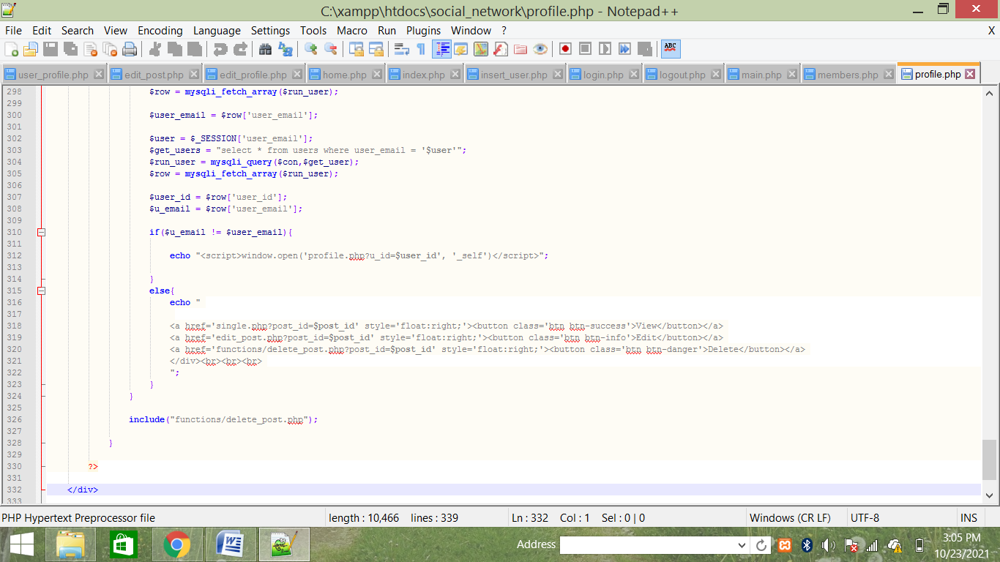 C:\xampp\htdocs\social_network\profile.php - Notepad++
File Edit Search View Encoding Language Settings Tools Macro Run Plugins Window ? X
ABC
user_profile.php edit_post.php edit_profile.php home.php index.php insert_user.php login.php logout.php main.php members.php profile.php
298 $row = mysqli_fetch_array($run_user);
299
300 $user_email = $row['user_email'];
301
302 $user = $_SESSION['user_email'];
303 $get_users = "select * from users where user_email = '$user'";
304 $run_user = mysqli_query($con,$get_user);
305 $row = mysqli_fetch_array($run_user);
306
307 $user_id = $row['user_id'];
308 $u_email = $row['user_email'];
309
310 if($u_email != $user_email){
311
312 echo "<script>window.open('profile.php?u_id=$user_id', '_self')</script>";
313
314 }
315 else{
316 echo "
317
318 <a href='single.php?post_id=$post_id' style='float:right;'><button class='btn btn-success'>View</button></a>
319 <a href='edit_post.php?post_id=$post_id' style='float:right;'><button class='btn btn-info'>Edit</button></a>
320 <a href='functions/delete_post.php?post_id=$post_id' style='float:right;'><button class='btn btn-danger'>Delete</button></a>
321 </div><br><br><br>
322 ";
323 }
324 }
325
326 include("functions/delete_post.php");
327
328 }
329
330 ?>
331
332 </div>
333
PHP Hypertext Preprocessor file length : 10,466 lines : 339 Ln : 332 Col : 1 Sel : 0 | 0 Windows (CR LF) UTF-8 INS
Address
3:05 PM
10/23/2021